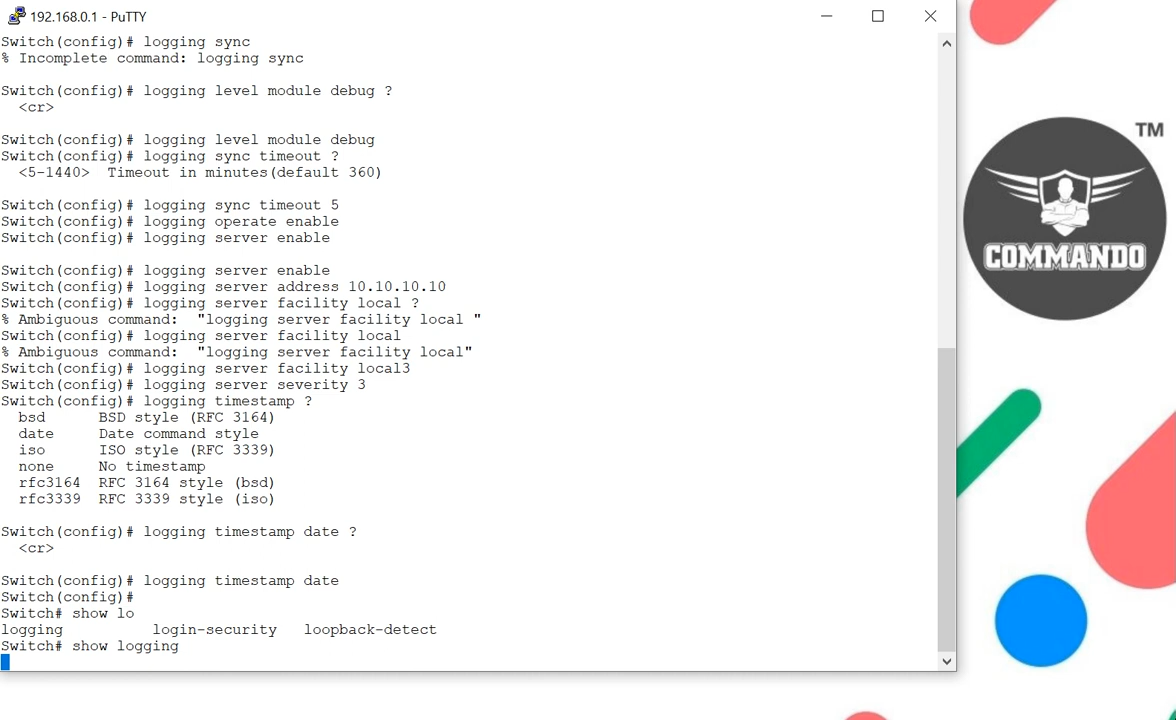 192.168.0.1 - PuTTY
Switch(config)# logging sync
% Incomplete command: logging sync
Switch(config)# logging level module debug ?
<cr>
Switch(config)# logging level module debug
Switch(config)# logging sync timeout ?
<5-1440>  Timeout in minutes(default 360)
Switch(config)# logging sync timeout 5
Switch(config)# logging operate enable
Switch(config)# logging server enable
Switch(config)# logging server enable
Switch(config)# logging server address 10.10.10.10
Switch(config)# logging server facility local ?
% Ambiguous command:  "logging server facility local "
Switch(config)# logging server facility local
% Ambiguous command:  "logging server facility local"
Switch(config)# logging server facility local3
Switch(config)# logging server severity 3
Switch(config)# logging timestamp ?
bsd      BSD style (RFC 3164)
date     Date command style
iso      ISO style (RFC 3339)
none     No timestamp
rfc3164  RFC 3164 style (bsd)
rfc3339  RFC 3339 style (iso)
Switch(config)# logging timestamp date ?
<cr>
Switch(config)# logging timestamp date
Switch(config)#
Switch# show lo
logging          login-security   loopback-detect
Switch# show logging
TM
COMMANDO